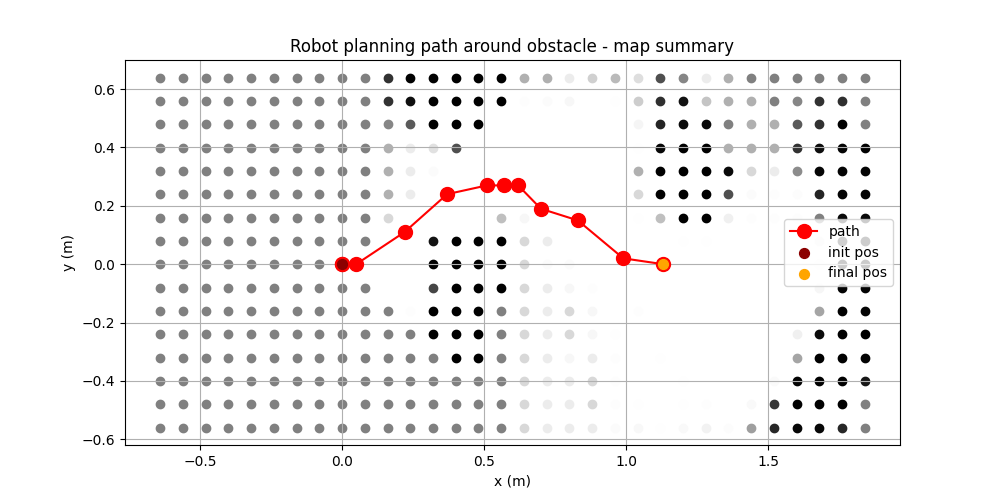 Robot planning path around obstacle - map summary
0.6
0.4
0.2
0.0
−0.2
−0.4
−0.6
y (m)
path
init pos
final pos
−0.5
0.0
0.5
1.0
1.5
x (m)